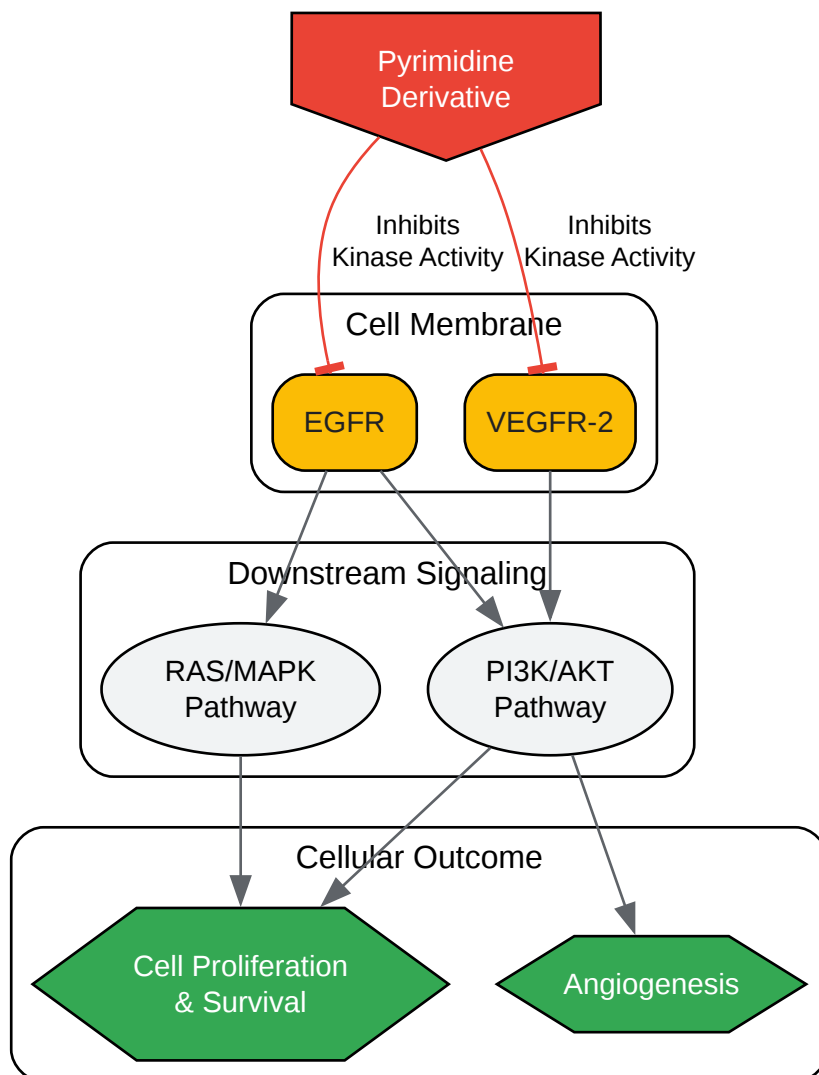 Pyrimidine
Derivative
Inhibits
Kinase Activity
Inhibits
Kinase Activity
Cell Membrane
EGFR
VEGFR-2
Downstream Signaling
RAS/MAPK
Pathway
PI3K/AKT
Pathway
Cellular Outcome
Cell Proliferation
& Survival
Angiogenesis